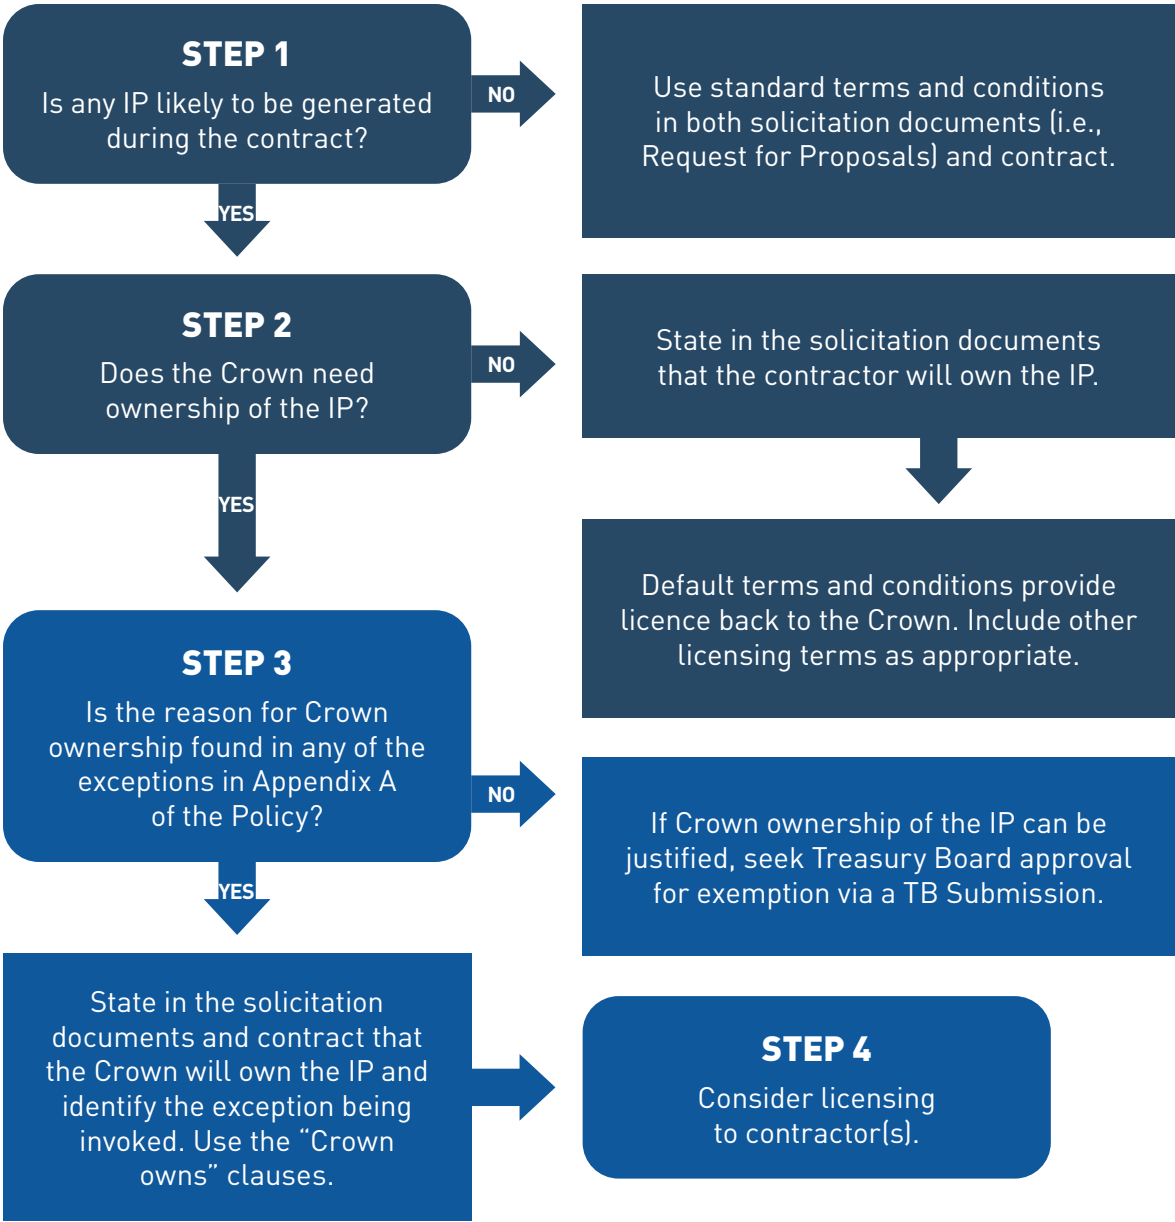 STEP 1
Is any IP likely to be generated
during the contract?
NO
Use standard terms and conditions
in both solicitation documents (i.e.,
Request for Proposals) and contract.
YES
STEP 2
Does the Crown need
ownership of the IP?
NO
State in the solicitation documents
that the contractor will own the IP.
Default terms and conditions provide
licence back to the Crown. Include other
licensing terms as appropriate.
YES
STEP 3
Is the reason for Crown
ownership found in any of the
exceptions in Appendix A
of the Policy?
NO
If Crown ownership of the IP can be
justified, seek Treasury Board approval
for exemption via a TB Submission.
YES
State in the solicitation
documents and contract that
the Crown will own the IP and
identify the exception being
invoked. Use the “Crown
owns” clauses.
STEP 4
Consider licensing
to contractor(s).